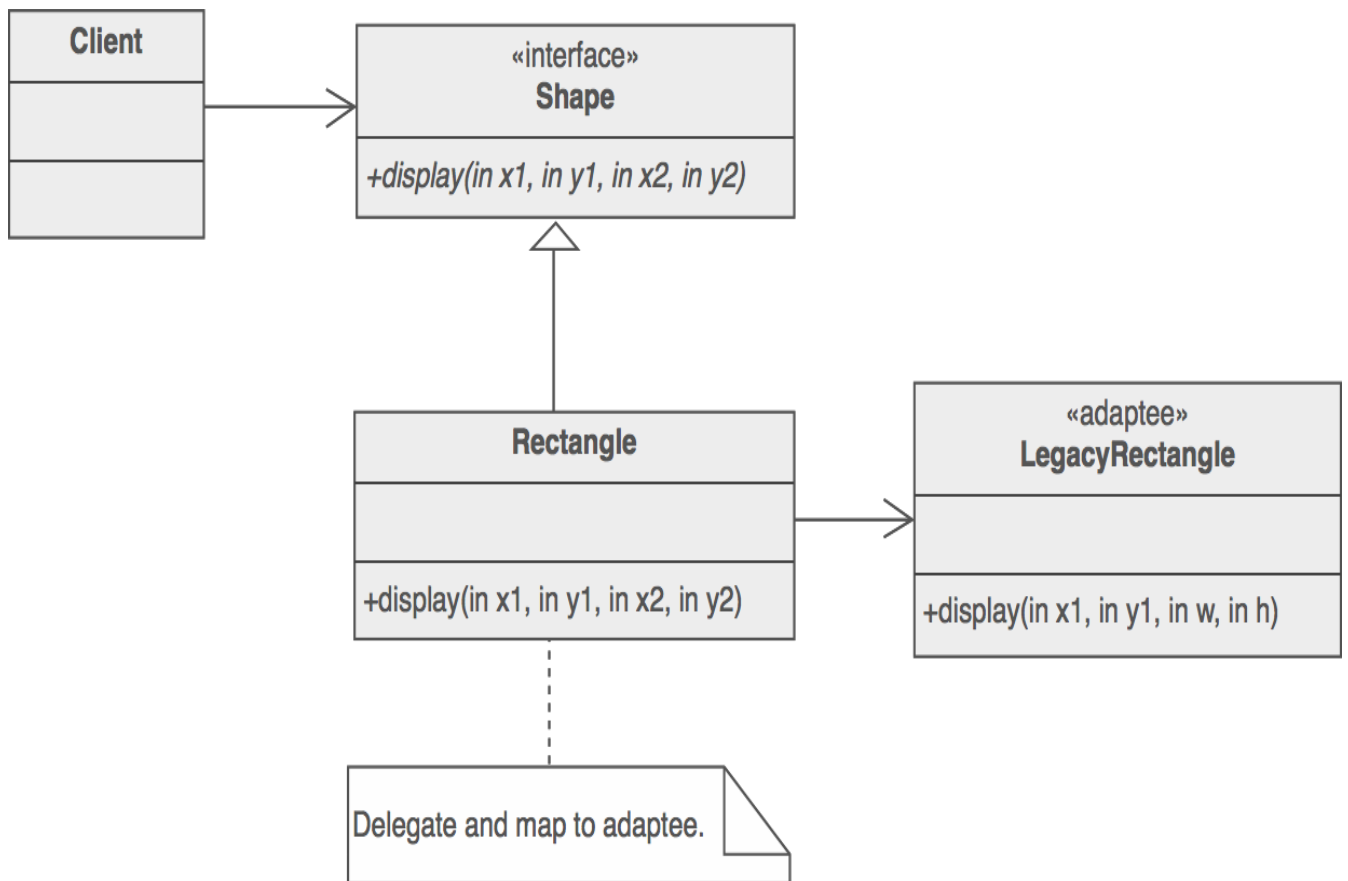 Client
«interface»
Shape
+display(in x1, in y1, in x2, in y2)
Rectangle
+display(in x1, in y1, in x2, in y2)
«adaptee»
LegacyRectangle
+display(in x1, in y1, in w, in h)
Delegate and map to adaptee.